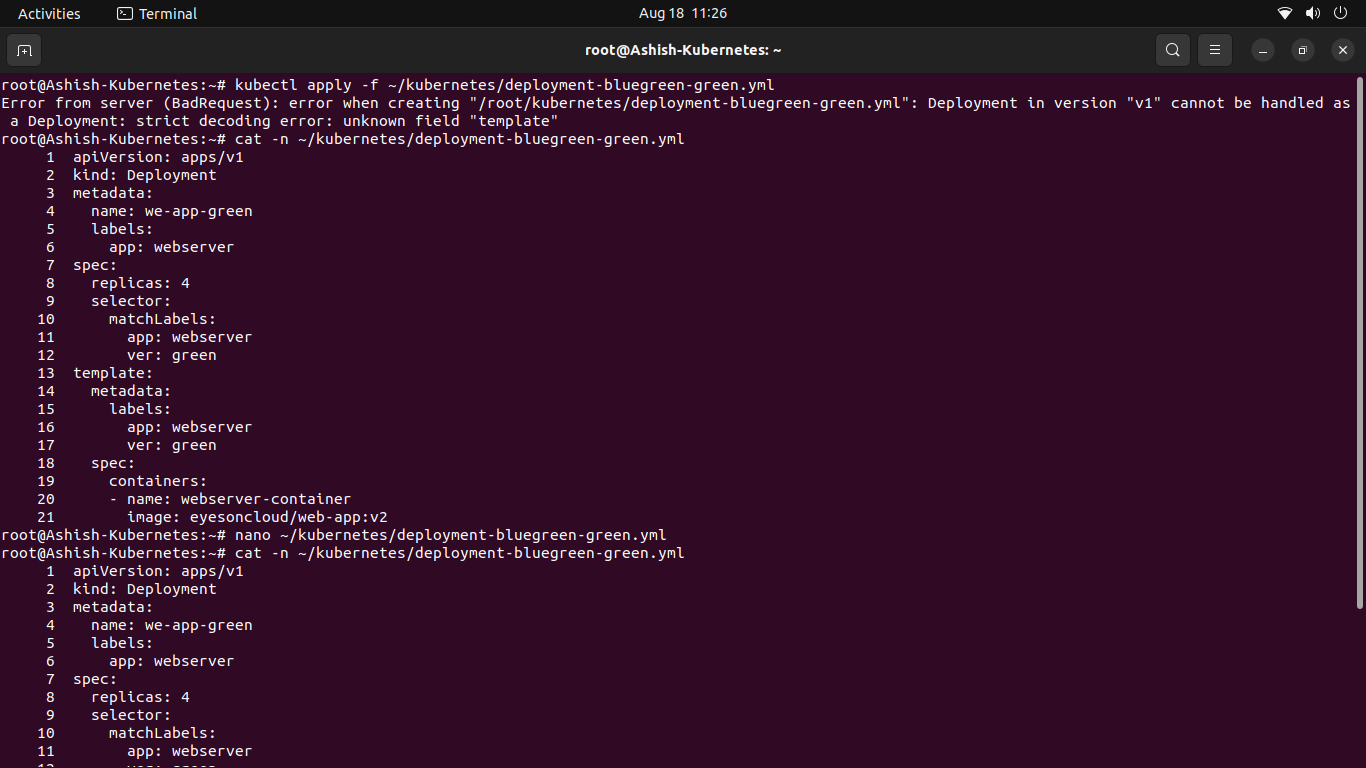 Activities Terminal Aug 18 11:26
root@Ashish-Kubernetes: ~
root@Ashish-Kubernetes:~# kubectl apply -f ~/kubernetes/deployment-bluegreen-green.yml
Error from server (BadRequest): error when creating "/root/kubernetes/deployment-bluegreen-green.yml": Deployment in version "v1" cannot be handled as
 a Deployment: strict decoding error: unknown field "template"
root@Ashish-Kubernetes:~# cat -n ~/kubernetes/deployment-bluegreen-green.yml
     1  apiVersion: apps/v1
     2  kind: Deployment
     3  metadata:
     4    name: we-app-green
     5    labels:
     6      app: webserver
     7  spec:
     8    replicas: 4
     9    selector:
    10      matchLabels:
    11        app: webserver
    12        ver: green
    13  template:
    14    metadata:
    15      labels:
    16        app: webserver
    17        ver: green
    18    spec:
    19      containers:
    20      - name: webserver-container
    21        image: eyesoncloud/web-app:v2
root@Ashish-Kubernetes:~# nano ~/kubernetes/deployment-bluegreen-green.yml
root@Ashish-Kubernetes:~# cat -n ~/kubernetes/deployment-bluegreen-green.yml
     1  apiVersion: apps/v1
     2  kind: Deployment
     3  metadata:
     4    name: we-app-green
     5    labels:
     6      app: webserver
     7  spec:
     8    replicas: 4
     9    selector:
    10      matchLabels:
    11        app: webserver